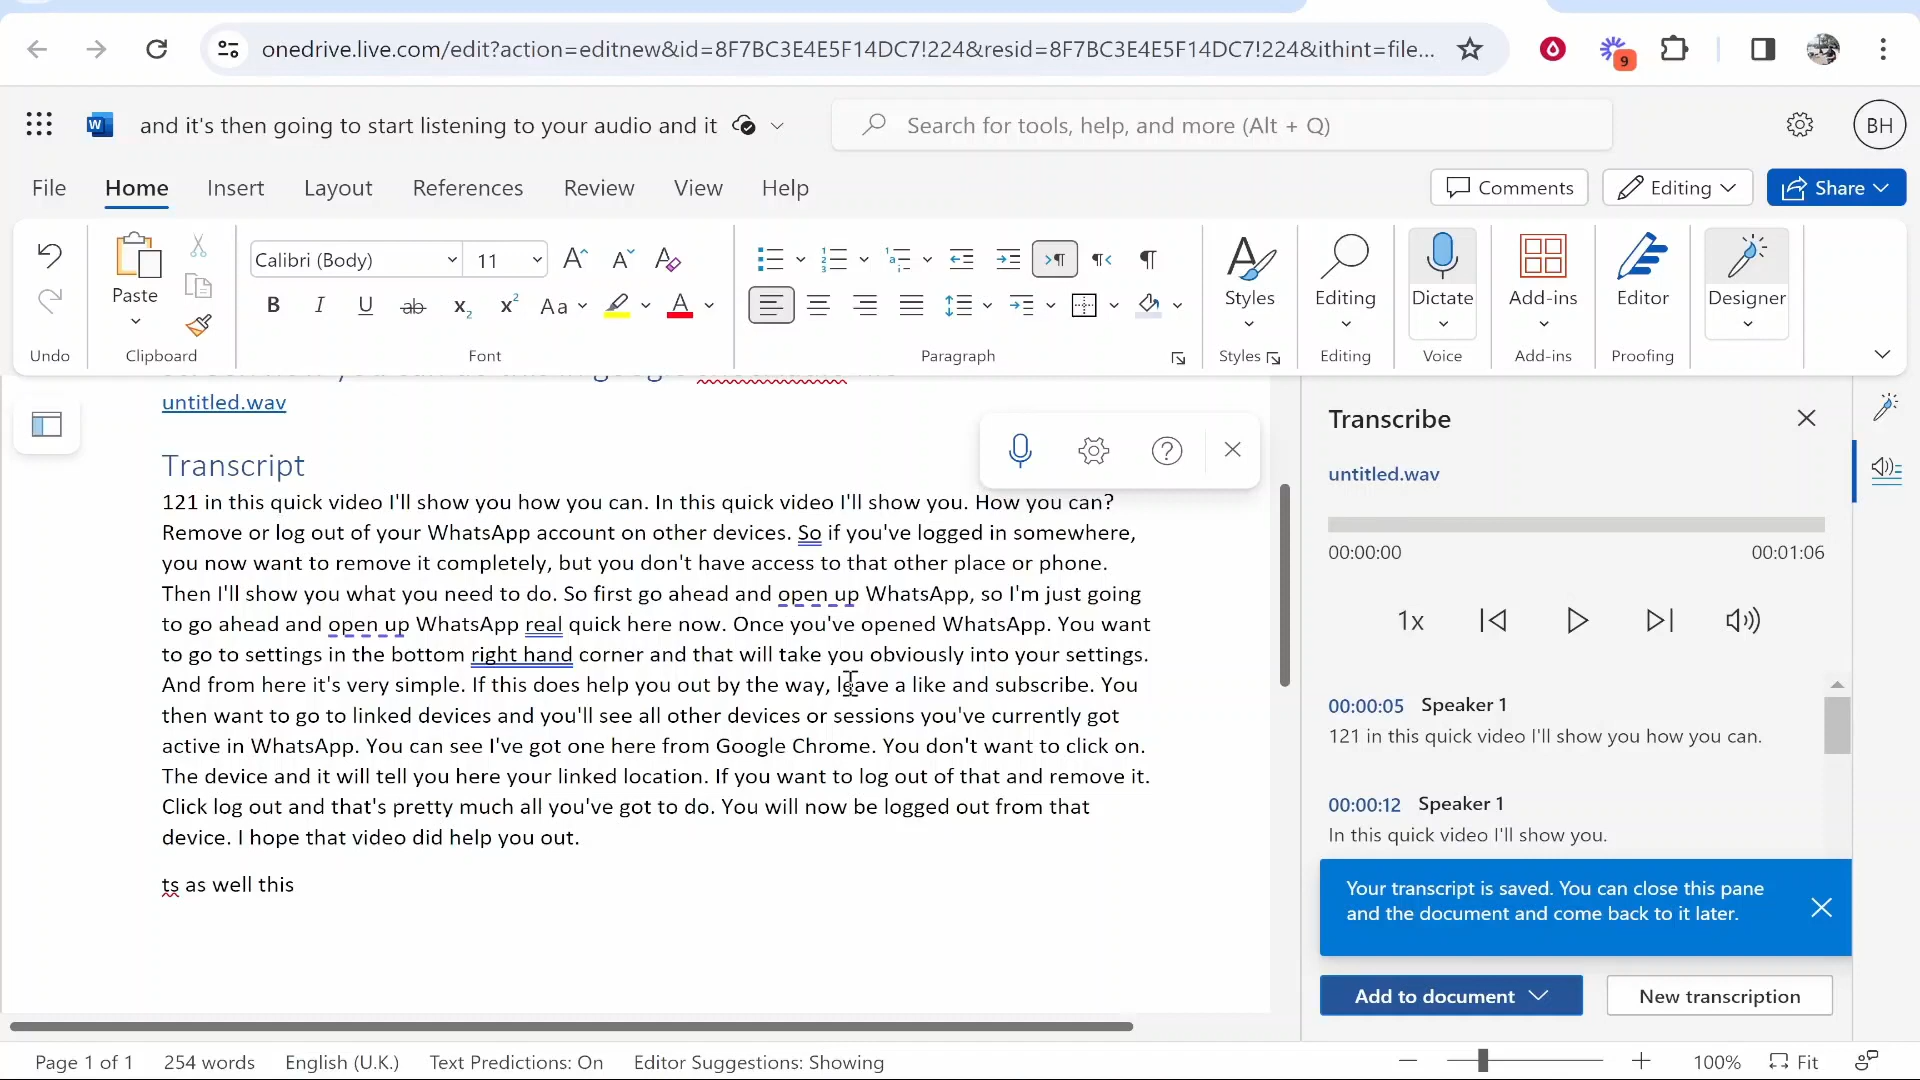 onedrive.live.com/edit?action=editnew&id=8F7BC3E4E5F14DC7!224&resid=8F7BC3E4E5F14DC7!224&ithint=file...
9
W
and it's then going to start listening to your audio and it
Search for tools, help, and more (Alt + Q)
BH
File Home Insert Layout References Review View Help
Comments Editing Share
Paste
Calibri (Body) 11
Styles Editing Dictate Add-ins Editor Designer
Undo Clipboard Font Paragraph Styles Editing Voice Add-ins Proofing
untitled.wav
Transcript
121 in this quick video I'll show you how you can. In this quick video I'll show you. How you can?
Remove or log out of your WhatsApp account on other devices. So if you've logged in somewhere,
you now want to remove it completely, but you don't have access to that other place or phone.
Then I'll show you what you need to do. So first go ahead and open up WhatsApp, so I'm just going
to go ahead and open up WhatsApp real quick here now. Once you've opened WhatsApp. You want
to go to settings in the bottom right hand corner and that will take you obviously into your settings.
And from here it's very simple. If this does help you out by the way, leave a like and subscribe. You
then want to go to linked devices and you'll see all other devices or sessions you've currently got
active in WhatsApp. You can see I've got one here from Google Chrome. You don't want to click on.
The device and it will tell you here your linked location. If you want to log out of that and remove it.
Click log out and that's pretty much all you've got to do. You will now be logged out from that
device. I hope that video did help you out.
ts as well this
Transcribe
untitled.wav
00:00:00 00:01:06
1x
00:00:05 Speaker 1
121 in this quick video I'll show you how you can.
00:00:12 Speaker 1
In this quick video I'll show you.
Your transcript is saved. You can close this pane
and the document and come back to it later.
Add to document New transcription
Page 1 of 1 254 words English (U.K.) Text Predictions: On Editor Suggestions: Showing 100% Fit